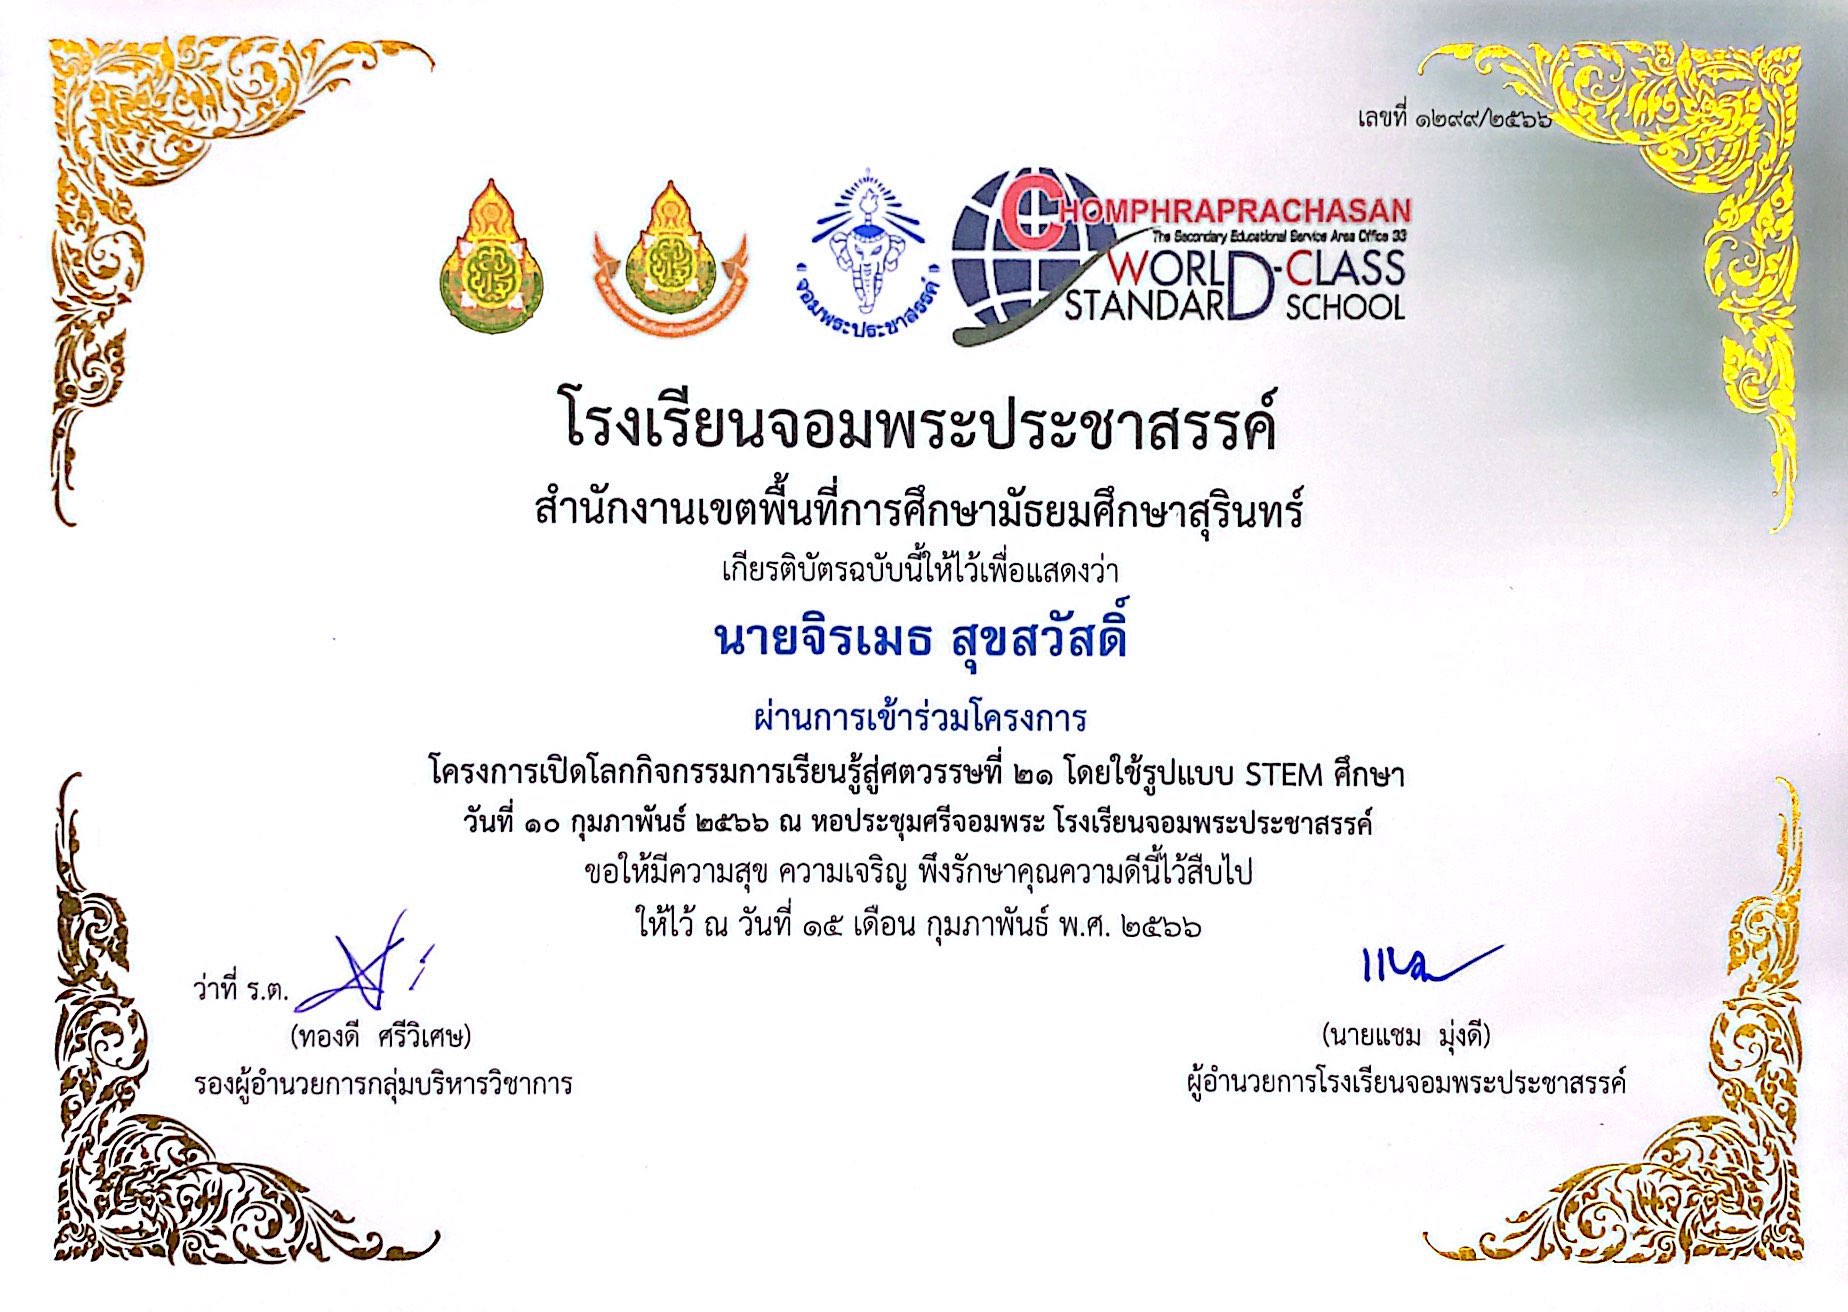 เลขที่ ๑๒๙๙/๒๕๖๖
CHOMPHRAPRACHASAN
The Secondary Educational Service Area Office 33
WORLD-CLASS
STANDARD SCHOOL
จอมพระประชาสรรค์
โรงเรียนจอมพระประชาสรรค์
สำนักงานเขตพื้นที่การศึกษามัธยมศึกษาสุรินทร์
เกียรติบัตรฉบับนี้ให้ไว้เพื่อแสดงว่า
นายจิรเมธ สุขสวัสดิ์
ผ่านการเข้าร่วมโครงการ
โครงการเปิดโลกกิจกรรมการเรียนรู้สู่ศตวรรษที่ ๒๑ โดยใช้รูปแบบ STEM ศึกษา
วันที่ ๑๐ กุมภาพันธ์ ๒๕๖๖ ณ หอประชุมศรีจอมพระ โรงเรียนจอมพระประชาสรรค์
ขอให้มีความสุข ความเจริญ พึงรักษาคุณความดีนี้ไว้สืบไป
ให้ไว้ ณ วันที่ ๑๕ เดือน กุมภาพันธ์ พ.ศ. ๒๕๖๖
ว่าที่ ร.ต.
(ทองดี ศรีวิเศษ)
รองผู้อำนวยการกลุ่มบริหารวิชาการ
(นายแชม มุ่งดี)
ผู้อำนวยการโรงเรียนจอมพระประชาสรรค์